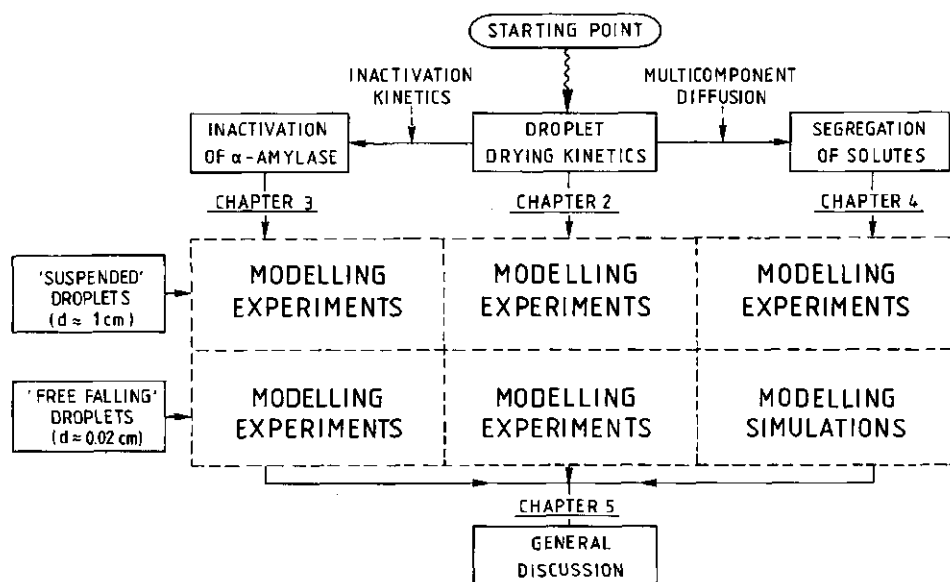 STARTING POINT
INACTIVATION
KINETICS
MULTICOMPONENT
DIFFUSION
INACTIVATION
OF α-AMYLASE
DROPLET
DRYING KINETICS
SEGREGATION
OF SOLUTES
CHAPTER 3
CHAPTER 2
CHAPTER 4
'SUSPENDED'
DROPLETS
(d ≈ 1 cm)
MODELLING
EXPERIMENTS
MODELLING
EXPERIMENTS
MODELLING
EXPERIMENTS
'FREE FALLING'
DROPLETS
(d ≈ 0.02 cm)
MODELLING
EXPERIMENTS
MODELLING
EXPERIMENTS
MODELLING
SIMULATIONS
CHAPTER 5
GENERAL
DISCUSSION